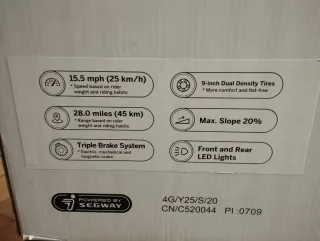 15.5 mph (25 km/h)
* Speed based on rider
weight and riding habits
9-inch Dual Density Tires
* More comfort and flat-free
28.0 miles (45 km)
* Range based on rider
weight and riding habits
Max. Slope 20%
Triple Brake System
* Electric, mechanical and
magnetic brake
Front and Rear
LED Lights
POWERED BY
SEGWAY
4G/Y25/S/20
CN/C520044 PI :0709